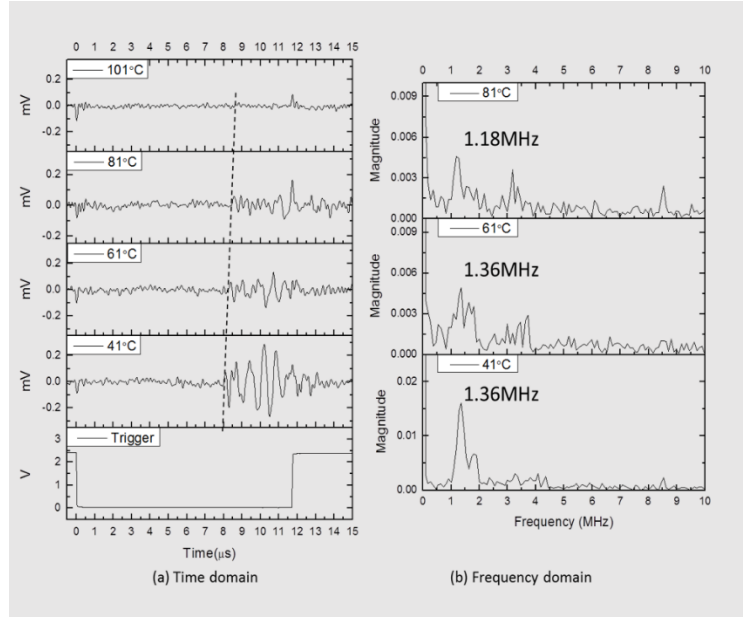 0 1 2 3 4 5 6 7 8 9 10 11 12 13 14 15
101°C
0.2
0.0
-0.2
mV
81°C
0.2
0.0
-0.2
mV
61°C
0.2
0.0
-0.2
mV
41°C
0.2
0.0
-0.2
mV
Trigger
3
2
1
0
V
0 1 2 3 4 5 6 7 8 9 10 11 12 13 14 15
Time(μs)
(a) Time domain
0 1 2 3 4 5 6 7 8 9 10
81°C
0.009
0.006
0.003
0.000
Magnitude
1.18MHz
61°C
0.009
0.006
0.003
0.000
Magnitude
1.36MHz
41°C
0.02
0.01
0.00
Magnitude
1.36MHz
0 1 2 3 4 5 6 7 8 9 10
Frequency (MHz)
(b) Frequency domain